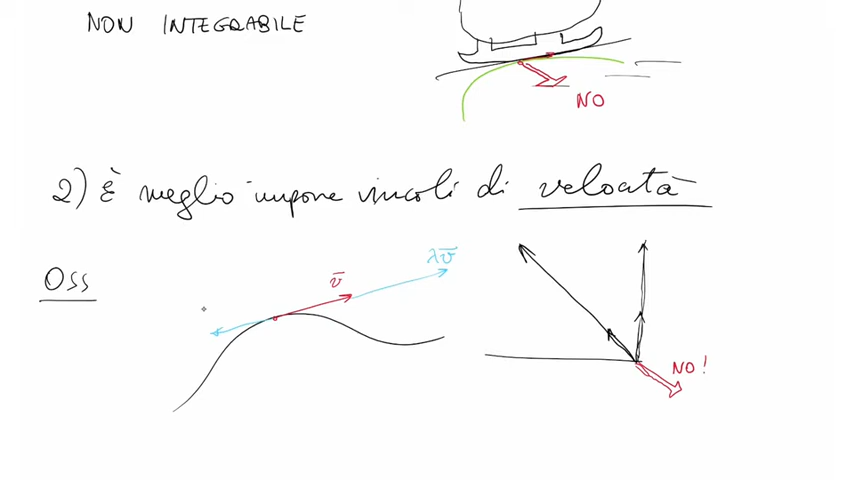 NON INTEGRABILE
NO
2) È meglio imporre vincoli di velocità
Oss
v̄
λv̄
NO!